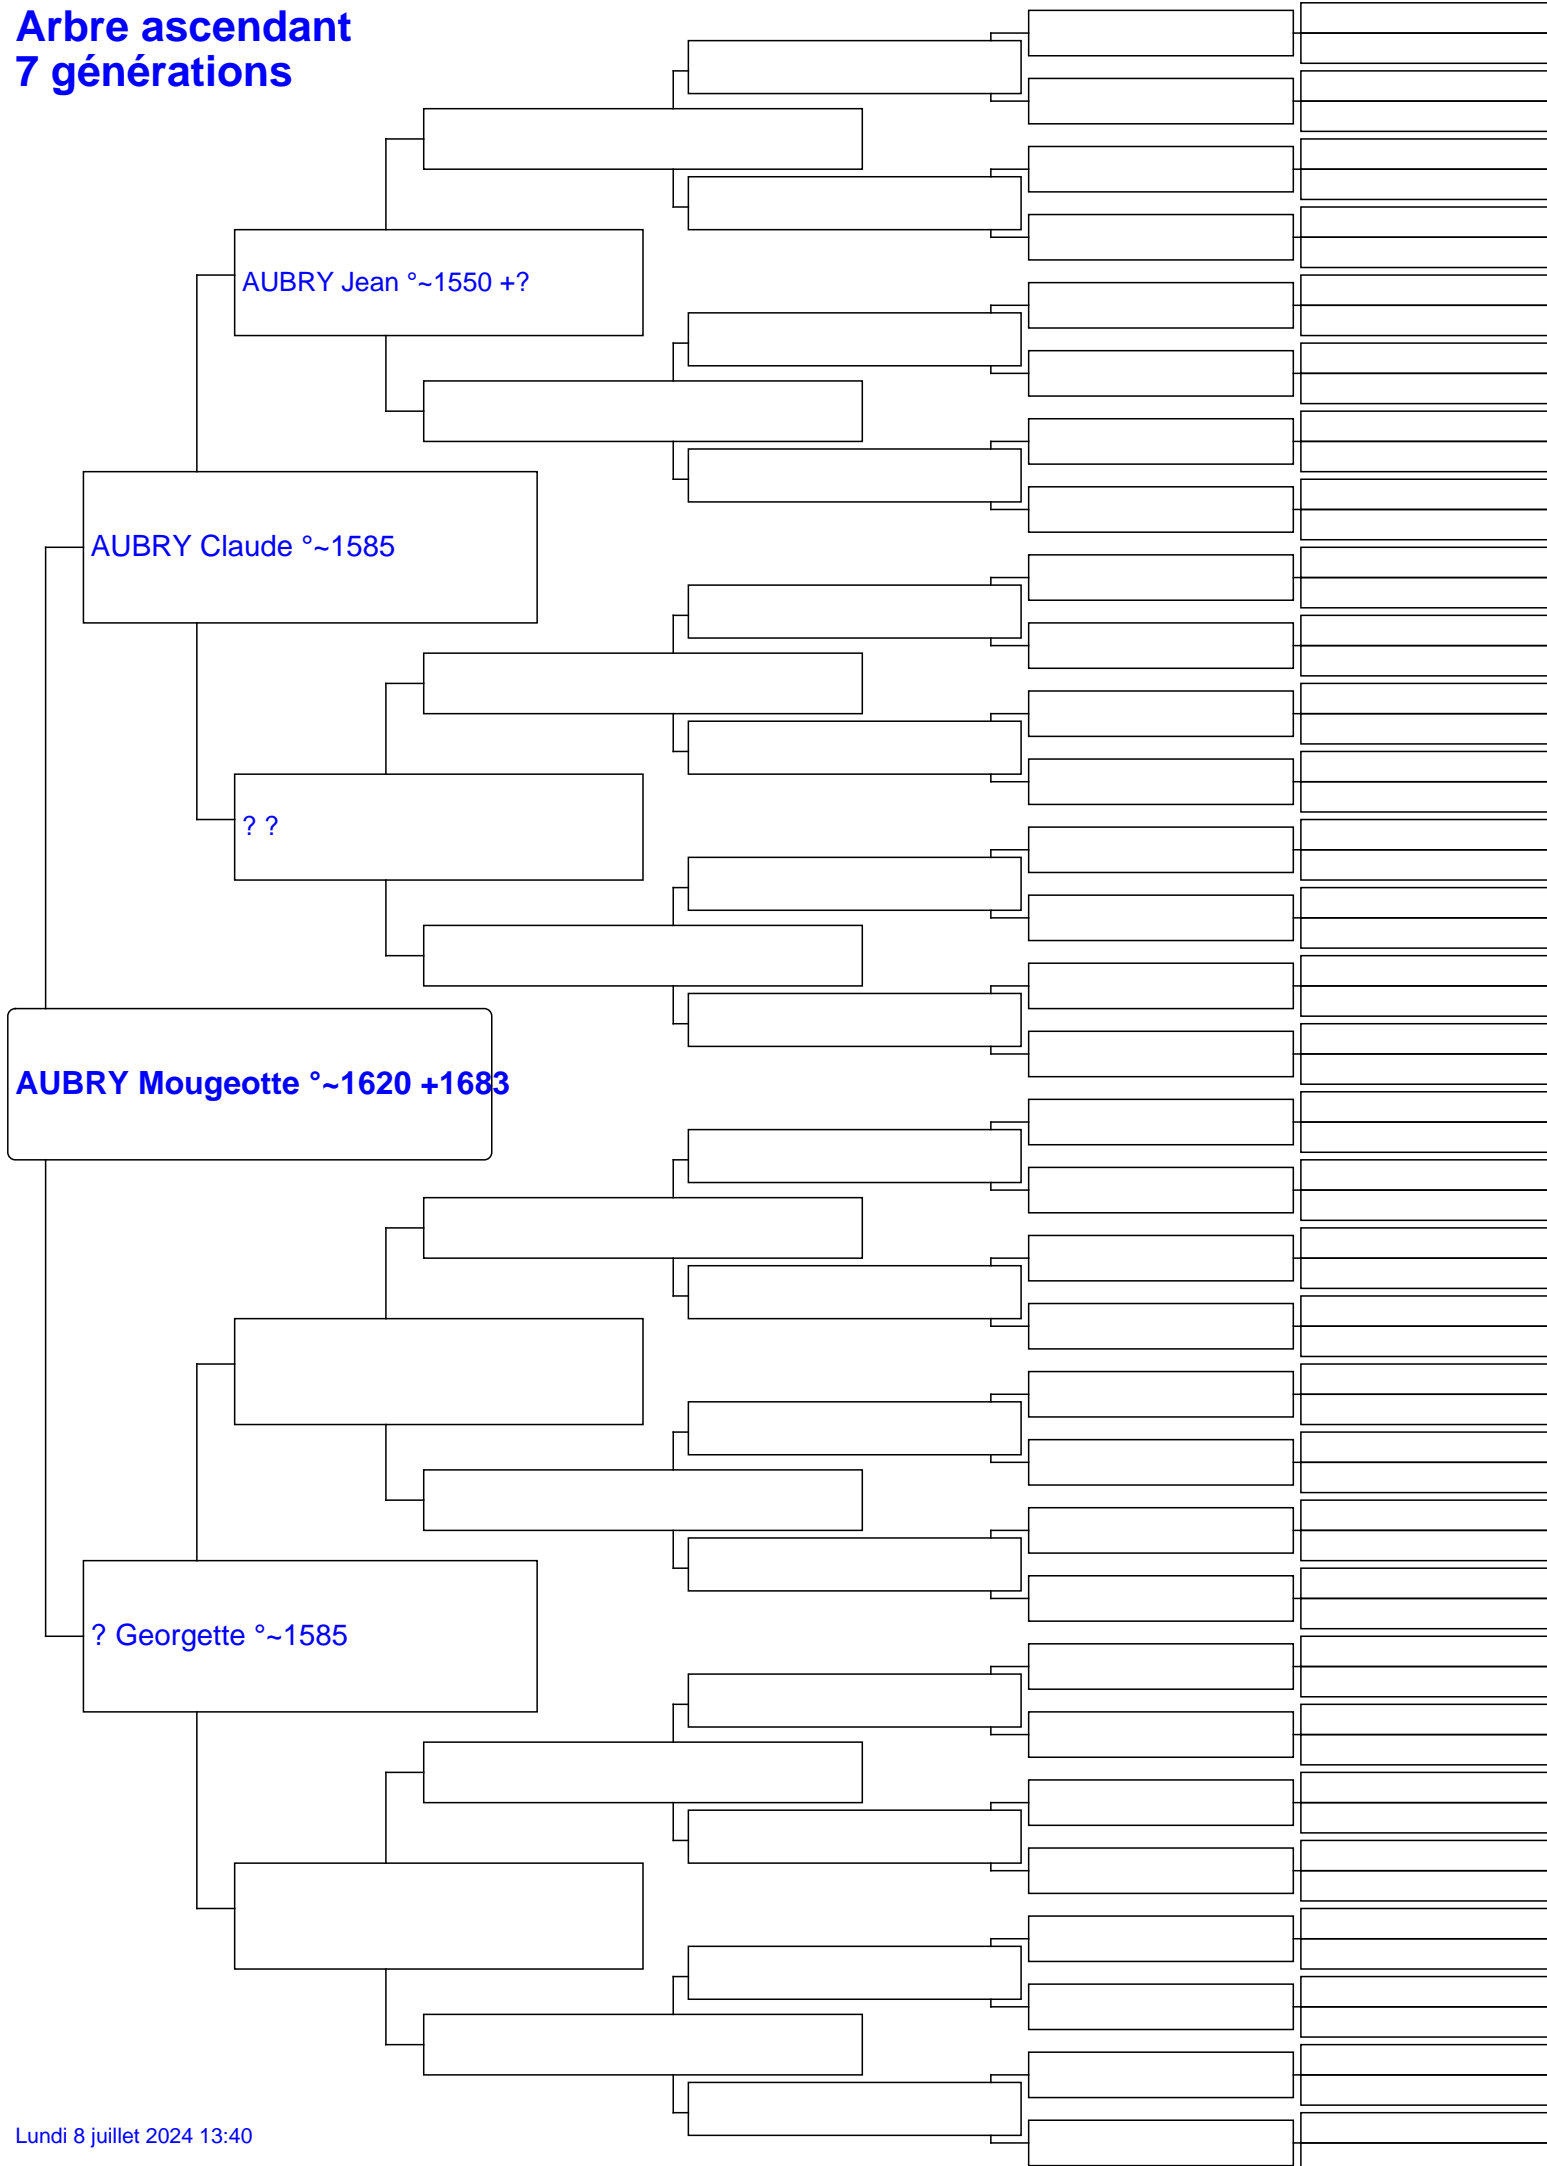 Arbre ascendant
7 générations
AUBRY Jean °~1550 +?
AUBRY Claude °~1585
? ?
AUBRY Mougeotte °~1620 +1683
? Georgette °~1585
Lundi 8 juillet 2024 13:40